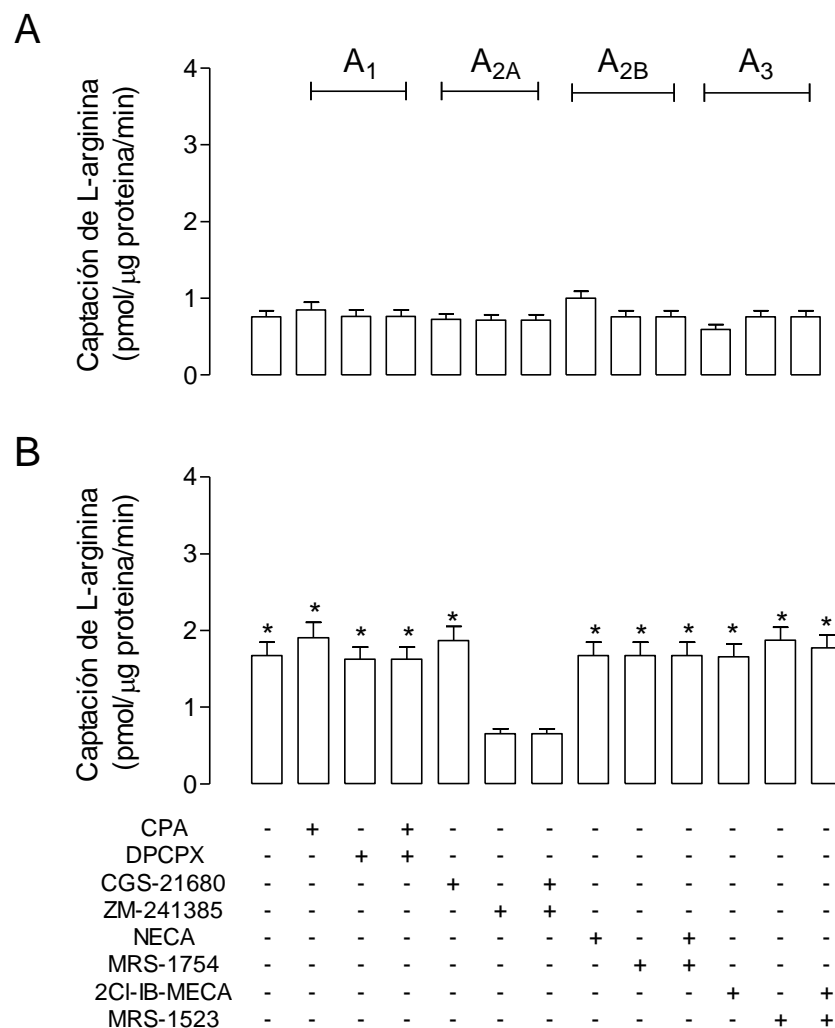 A
A1 A2A A2B A3
Captación de L-arginina
(pmol/µg proteina/min)
4
3
2
1
0
B
Captación de L-arginina
(pmol/µg proteina/min)
4
3
2
1
0
* * * * * * * * * * *
CPA - + - + - - - - - - - - -
DPCPX - - + + - - - - - - - - -
CGS-21680 - - - - + - + - - - - - -
ZM-241385 - - - - - + + - - - - - -
NECA - - - - - - - + - + - - -
MRS-1754 - - - - - - - - + + - - -
2Cl-IB-MECA - - - - - - - - - - + - +
MRS-1523 - - - - - - - - - - - + +